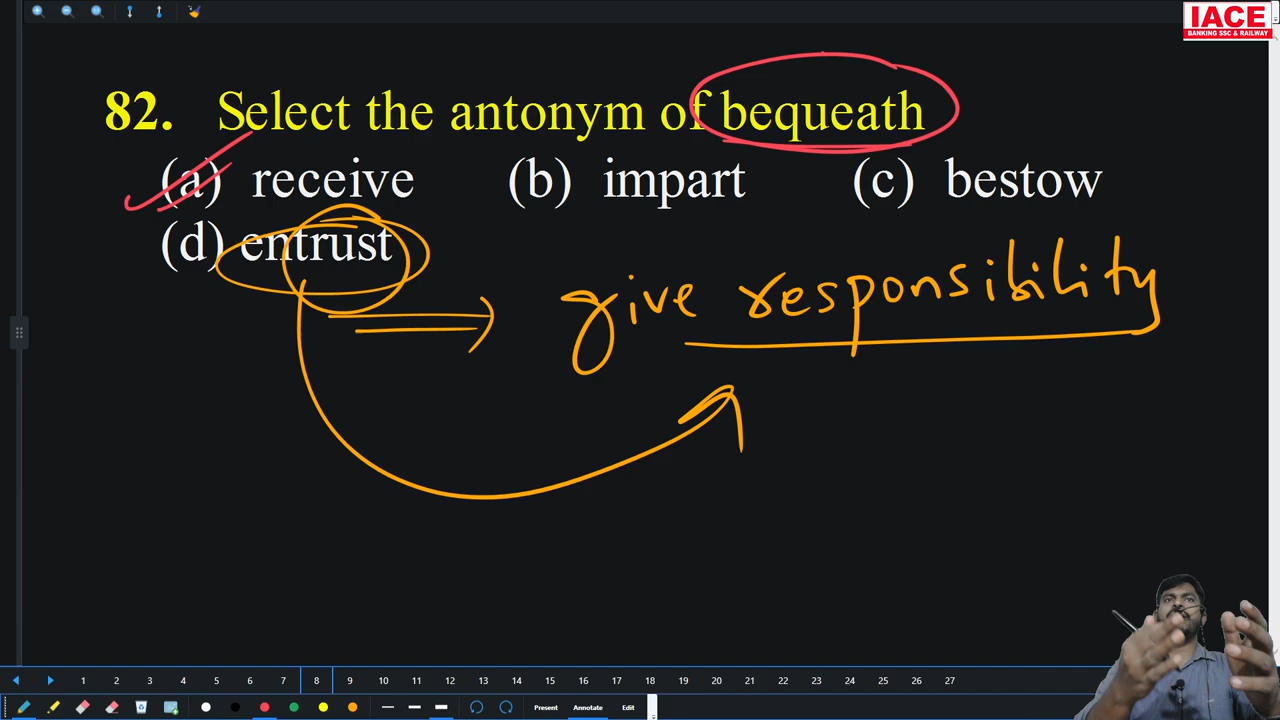 IACE
BANKING SSC & RAILWAY
82. Select the antonym of bequeath
(a) receive (b) impart (c) bestow
(d) entrust
give responsibility
1 2 3 4 5 6 7 8 9 10 11 12 13 14 15 16 17 18 19 20 21 22 23 24 25 26 27
Present Annotate Edit